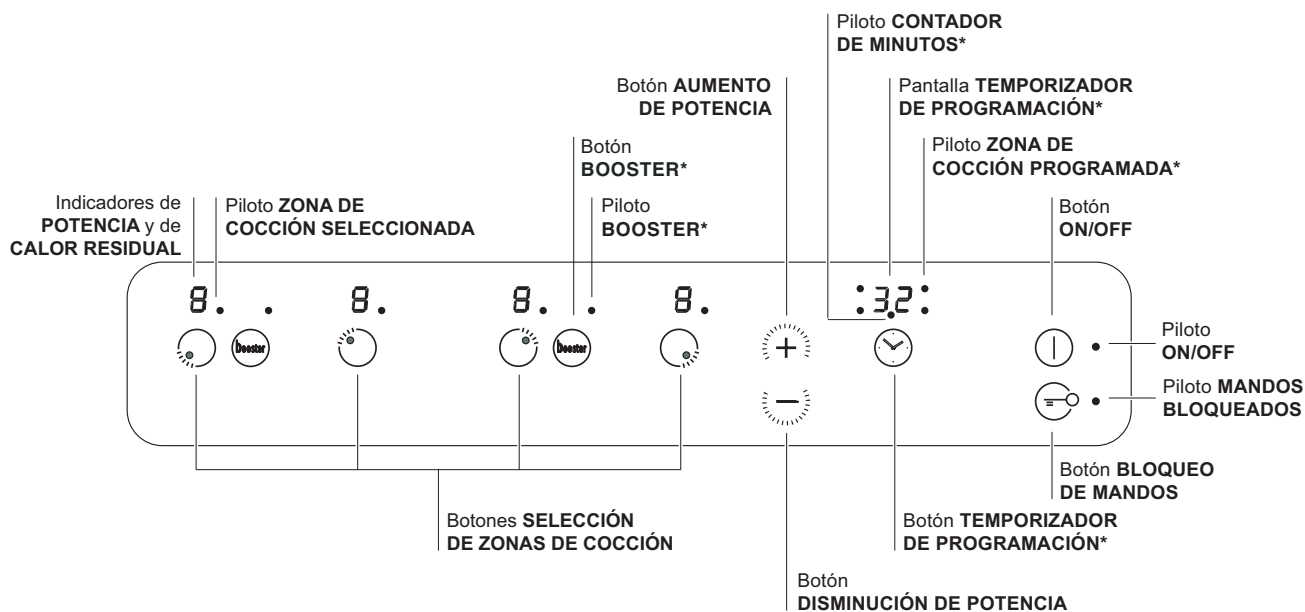 Piloto CONTADOR
DE MINUTOS*
Botón AUMENTO
DE POTENCIA
Pantalla TEMPORIZADOR
DE PROGRAMACIÓN*
Botón
BOOSTER*
Piloto ZONA DE
COCCIÓN PROGRAMADA*
Indicadores de
POTENCIA y de
CALOR RESIDUAL
Piloto ZONA DE
COCCIÓN SELECCIONADA
Piloto
BOOSTER*
Botón
ON/OFF
8. 8. 8. 8. 32
booster booster
Piloto
ON/OFF
Piloto MANDOS
BLOQUEADOS
Botón BLOQUEO
DE MANDOS
Botones SELECCIÓN
DE ZONAS DE COCCIÓN
Botón TEMPORIZADOR
DE PROGRAMACIÓN*
Botón
DISMINUCIÓN DE POTENCIA